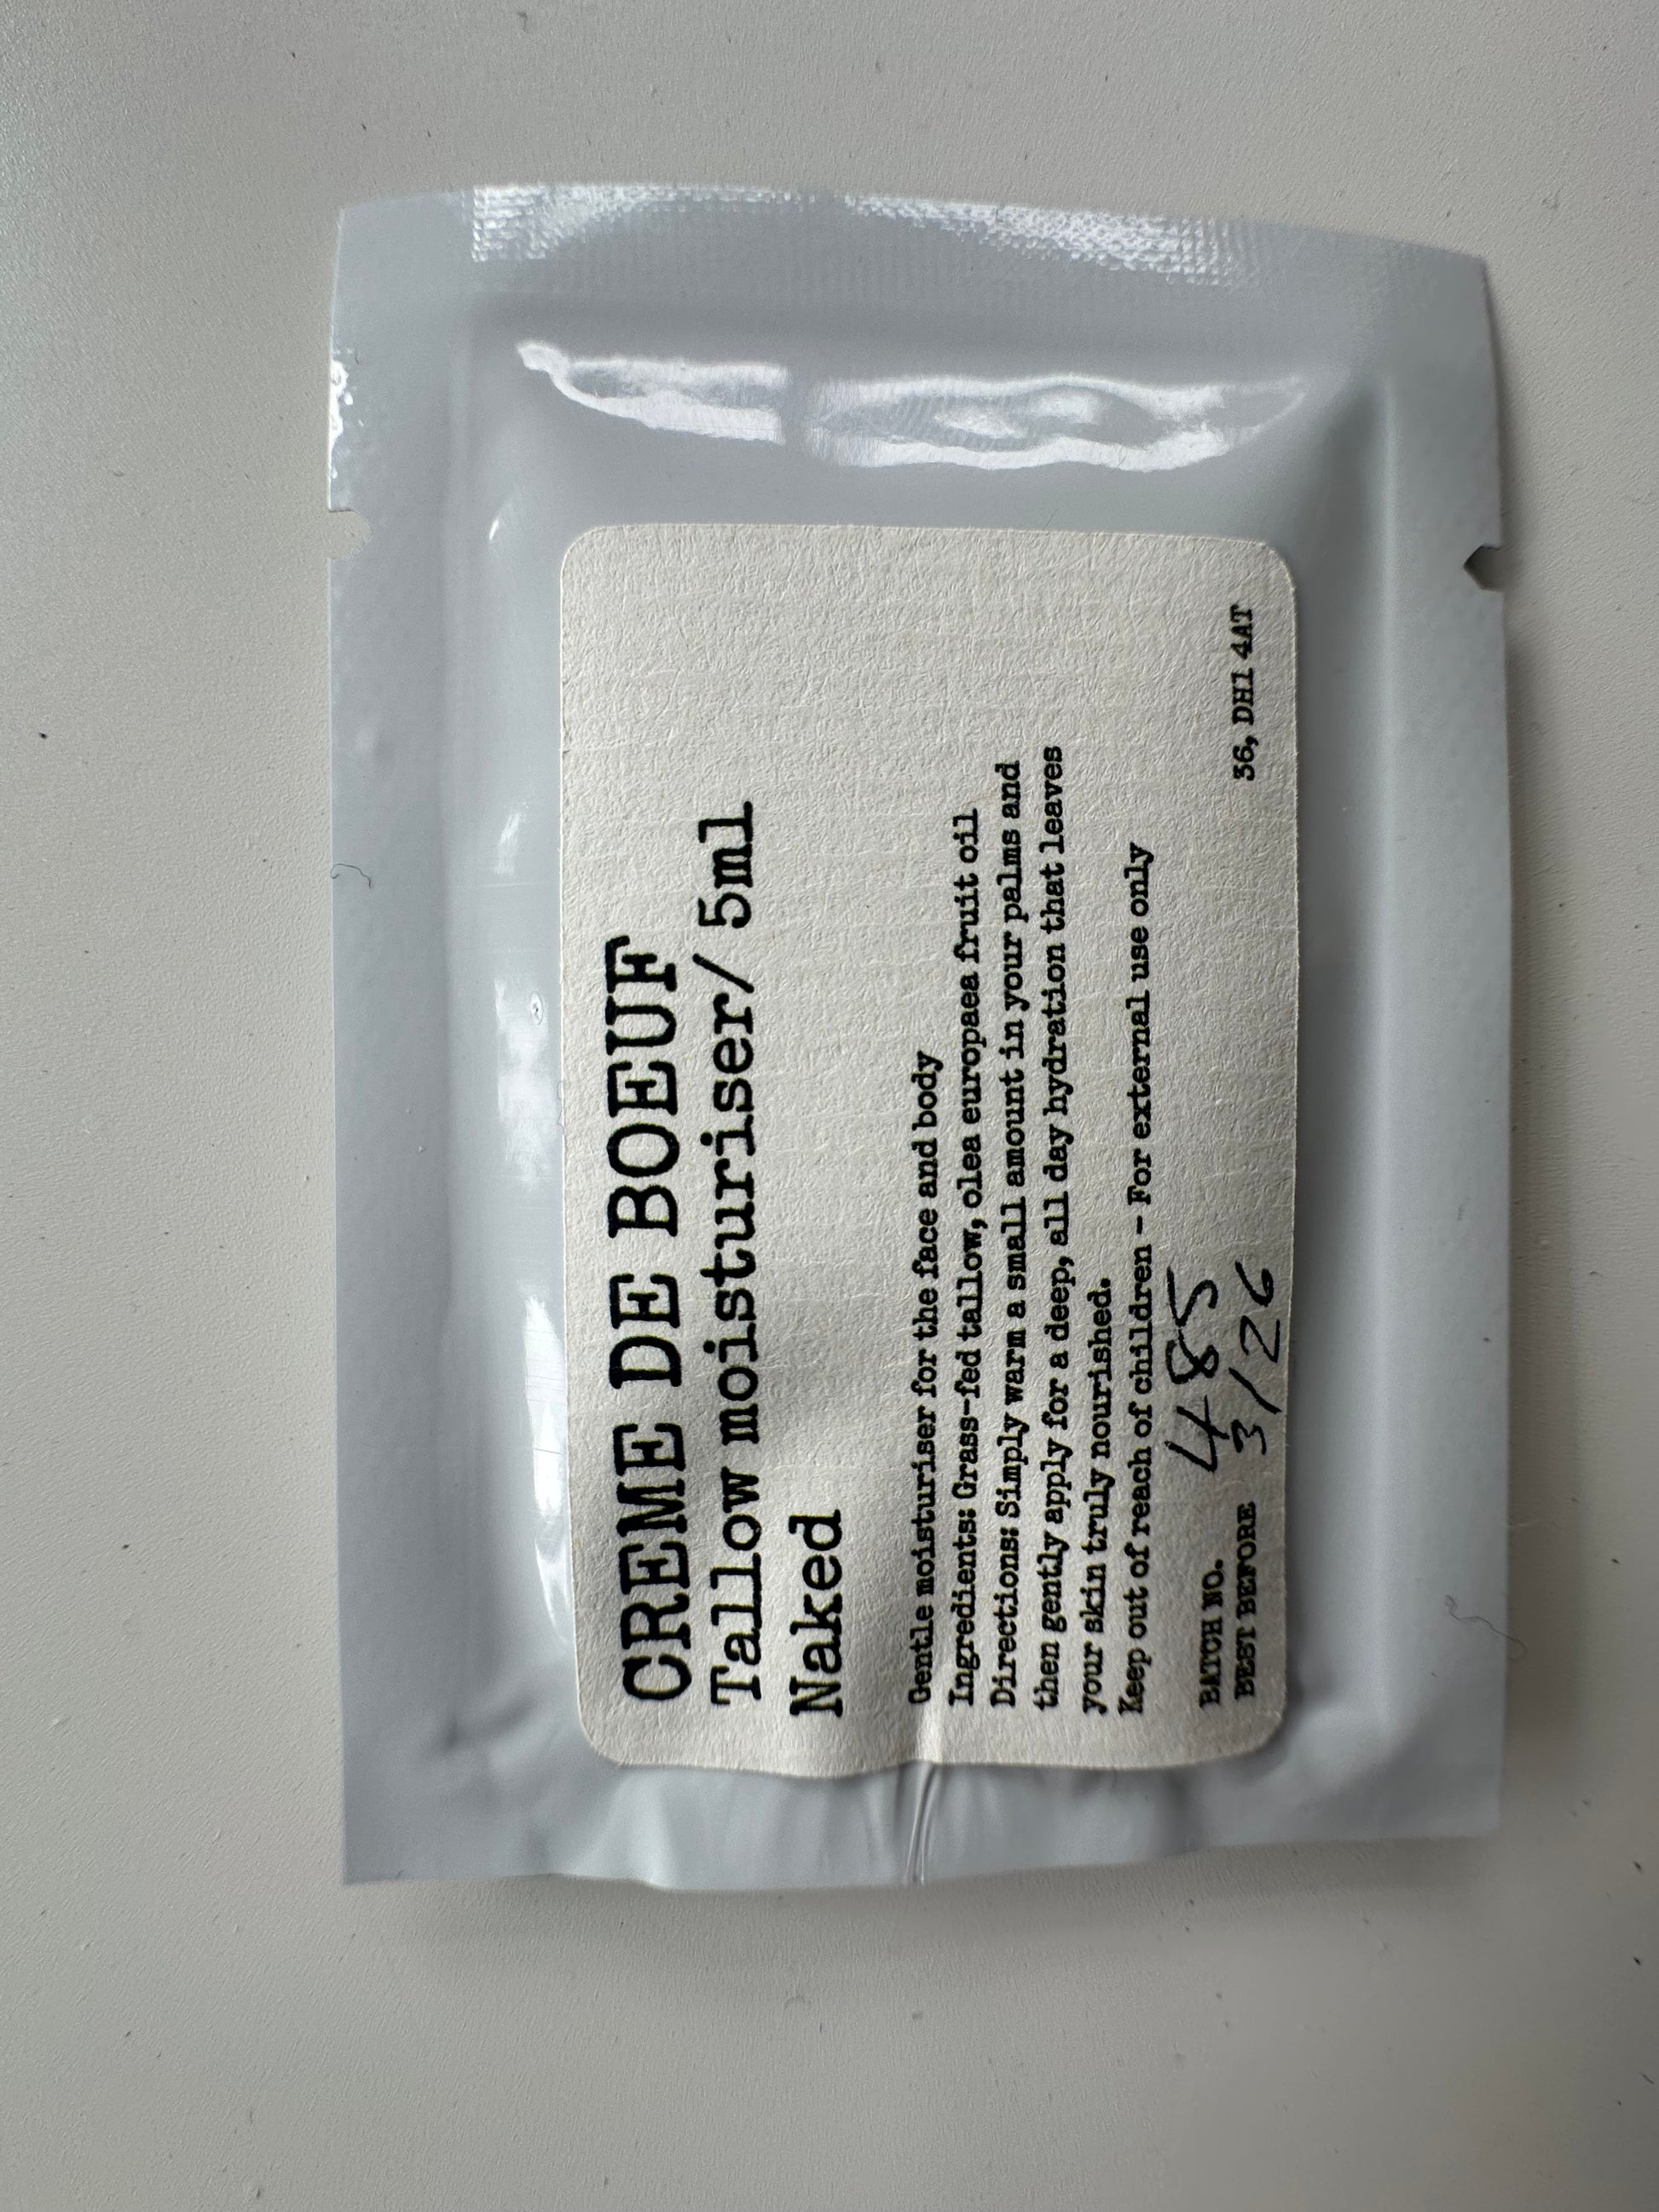 CREME DE BOEUF
Tallow moisturiser/ 5ml
Naked
Gentle moisturiser for the face and body
Ingredients: Grass-fed tallow, olea europaea fruit oil
Directions: Simply warm a small amount in your palms and
then gently apply for a deep, all day hydration that leaves
your skin truly nourished.
Keep out of reach of children - For external use only
BATCH NO. 485
BEST BEFORE 3/26 36, DH1 4AT